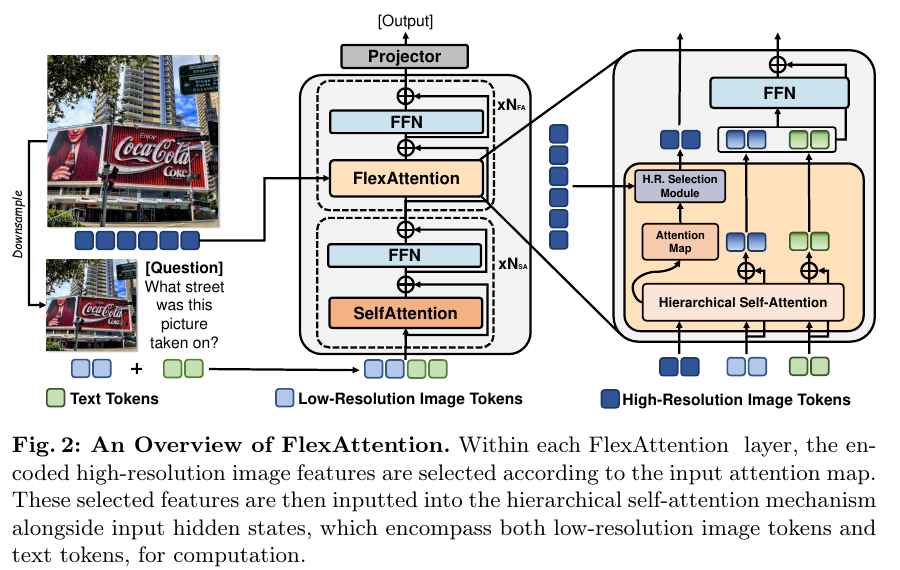 [Output]
Projector
xN_FA
FFN
FlexAttention
xN_SA
FFN
SelfAttention
Enjoy
Coca-Cola
Coke
Downsample
[Question]
What street
was this
picture
taken on?
Coca-Cola
+
FFN
H.R. Selection
Module
Attention
Map
Hierarchical Self-Attention
Text Tokens
Low-Resolution Image Tokens
High-Resolution Image Tokens
Fig. 2: An Overview of FlexAttention. Within each FlexAttention layer, the en-
coded high-resolution image features are selected according to the input attention map.
These selected features are then inputted into the hierarchical self-attention mechanism
alongside input hidden states, which encompass both low-resolution image tokens and
text tokens, for computation.